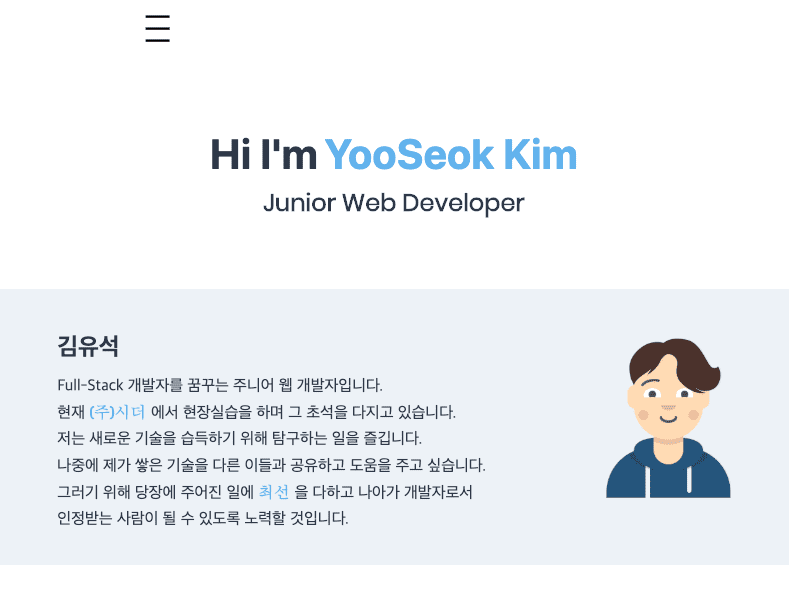 Hi I'm YooSeok Kim
Junior Web Developer
김유석
Full-Stack 개발자를 꿈꾸는 주니어 웹 개발자입니다.
현재 (주)시더 에서 현장실습을 하며 그 초석을 다지고 있습니다.
저는 새로운 기술을 습득하기 위해 탐구하는 일을 즐깁니다.
나중에 제가 쌓은 기술을 다른 이들과 공유하고 도움을 주고 싶습니다.
그러기 위해 당장에 주어진 일에 최선 을 다하고 나아가 개발자로서
인정받는 사람이 될 수 있도록 노력할 것입니다.